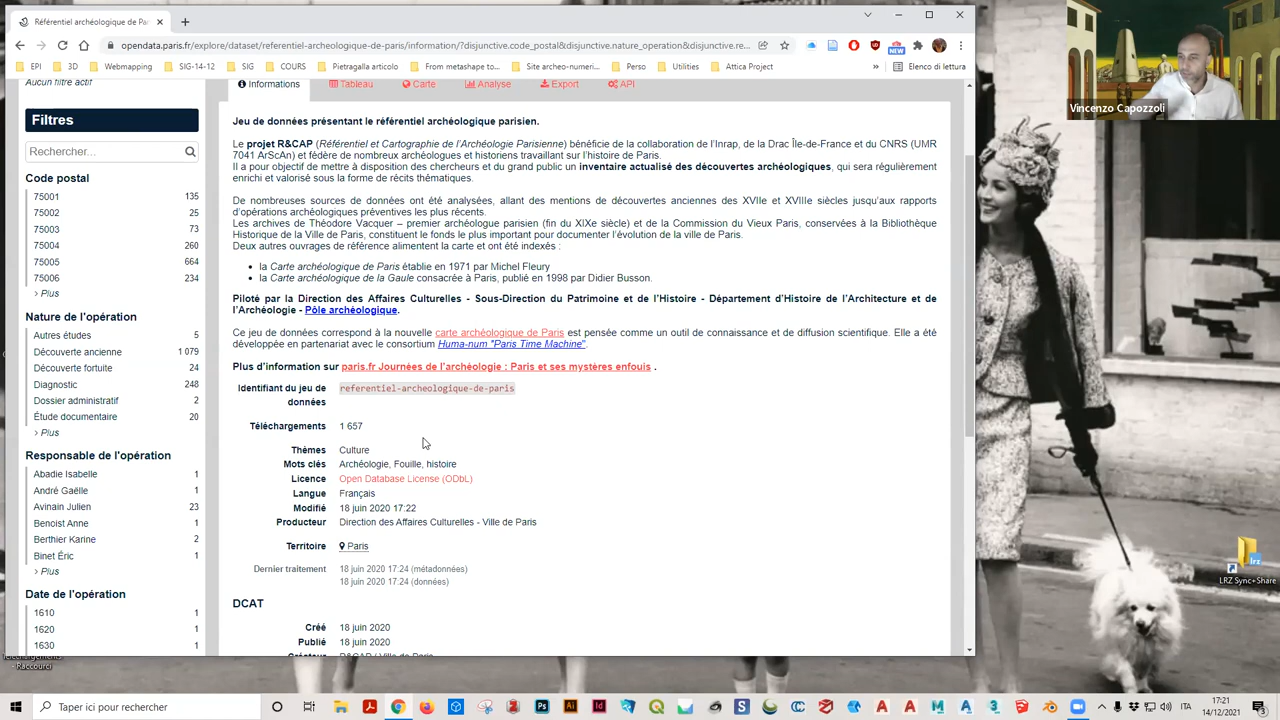 Référentiel archéologique de Pa
opendata.paris.fr/explore/dataset/referentiel-archeologique-de-paris/information/?disjunctive.code_postal&disjunctive.nature_operation&disjunctive.re...
NEW
EPI 3D Webmapping SIG-14-12 SIG COURS Pietragalla articolo From metashape to... Site archeo-numeri... Perso Utilities Attica Project » Elenco di lettura
Vincenzo Capozzoli
Aucun filtre actif
Filtres
Rechercher...
Code postal
75001 135
75002 25
75003 73
75004 260
75005 664
75006 234
> Plus
Nature de l'opération
Autres études 5
Découverte ancienne 1 079
Découverte fortuite 24
Diagnostic 248
Dossier administratif 2
Étude documentaire 20
> Plus
Responsable de l'opération
Abadie Isabelle 1
André Gaëlle 1
Avinain Julien 23
Benoist Anne 1
Berthier Karine 2
Binet Éric 1
> Plus
Date de l'opération
1610 1
1620 1
1630 1
Informations Tableau Carte Analyse Export API
Jeu de données présentant le référentiel archéologique parisien.
Le projet R&CAP (Référentiel et Cartographie de l'Archéologie Parisienne) bénéficie de la collaboration de l'Inrap, de la Drac Île-de-France et du CNRS (UMR
7041 ArScAn) et fédère de nombreux archéologues et historiens travaillant sur l'histoire de Paris.
Il a pour objectif de mettre à disposition des chercheurs et du grand public un inventaire actualisé des découvertes archéologiques, qui sera régulièrement
enrichi et valorisé sous la forme de récits thématiques.
De nombreuses sources de données ont été analysées, allant des mentions de découvertes anciennes des XVIIe et XVIIIe siècles jusqu'aux rapports
d'opérations archéologiques préventives les plus récents.
Les archives de Théodore Vacquer – premier archéologue parisien (fin du XIXe siècle) et de la Commission du Vieux Paris, conservées à la Bibliothèque
Historique de la Ville de Paris, constituent le fonds le plus important pour documenter l'évolution de la ville de Paris.
Deux autres ouvrages de référence alimentent la carte et ont été indexés :
la Carte archéologique de Paris établie en 1971 par Michel Fleury
la Carte archéologique de la Gaule consacrée à Paris, publié en 1998 par Didier Busson.
Piloté par la Direction des Affaires Culturelles - Sous-Direction du Patrimoine et de l'Histoire - Département d'Histoire de l'Architecture et de
l'Archéologie - Pôle archéologique.
Ce jeu de données correspond à la nouvelle carte archéologique de Paris est pensée comme un outil de connaissance et de diffusion scientifique. Elle a été
développée en partenariat avec le consortium Huma-num "Paris Time Machine".
Plus d'information sur paris.fr Journées de l'archéologie : Paris et ses mystères enfouis .
Identifiant du jeu de données referentiel-archeologique-de-paris
Téléchargements 1 657
Thèmes Culture
Mots clés Archéologie, Fouille, histoire
Licence Open Database License (ODbL)
Langue Français
Modifié 18 juin 2020 17:22
Producteur Direction des Affaires Culturelles - Ville de Paris
Territoire Paris
Dernier traitement 18 juin 2020 17:24 (métadonnées)
18 juin 2020 17:24 (données)
DCAT
Créé 18 juin 2020
Publié 18 juin 2020
Créateur R&CAP / Ville de Paris
lrz
LRZ Sync+Share
- Raccourci
Taper ici pour rechercher
17:21
14/12/2021